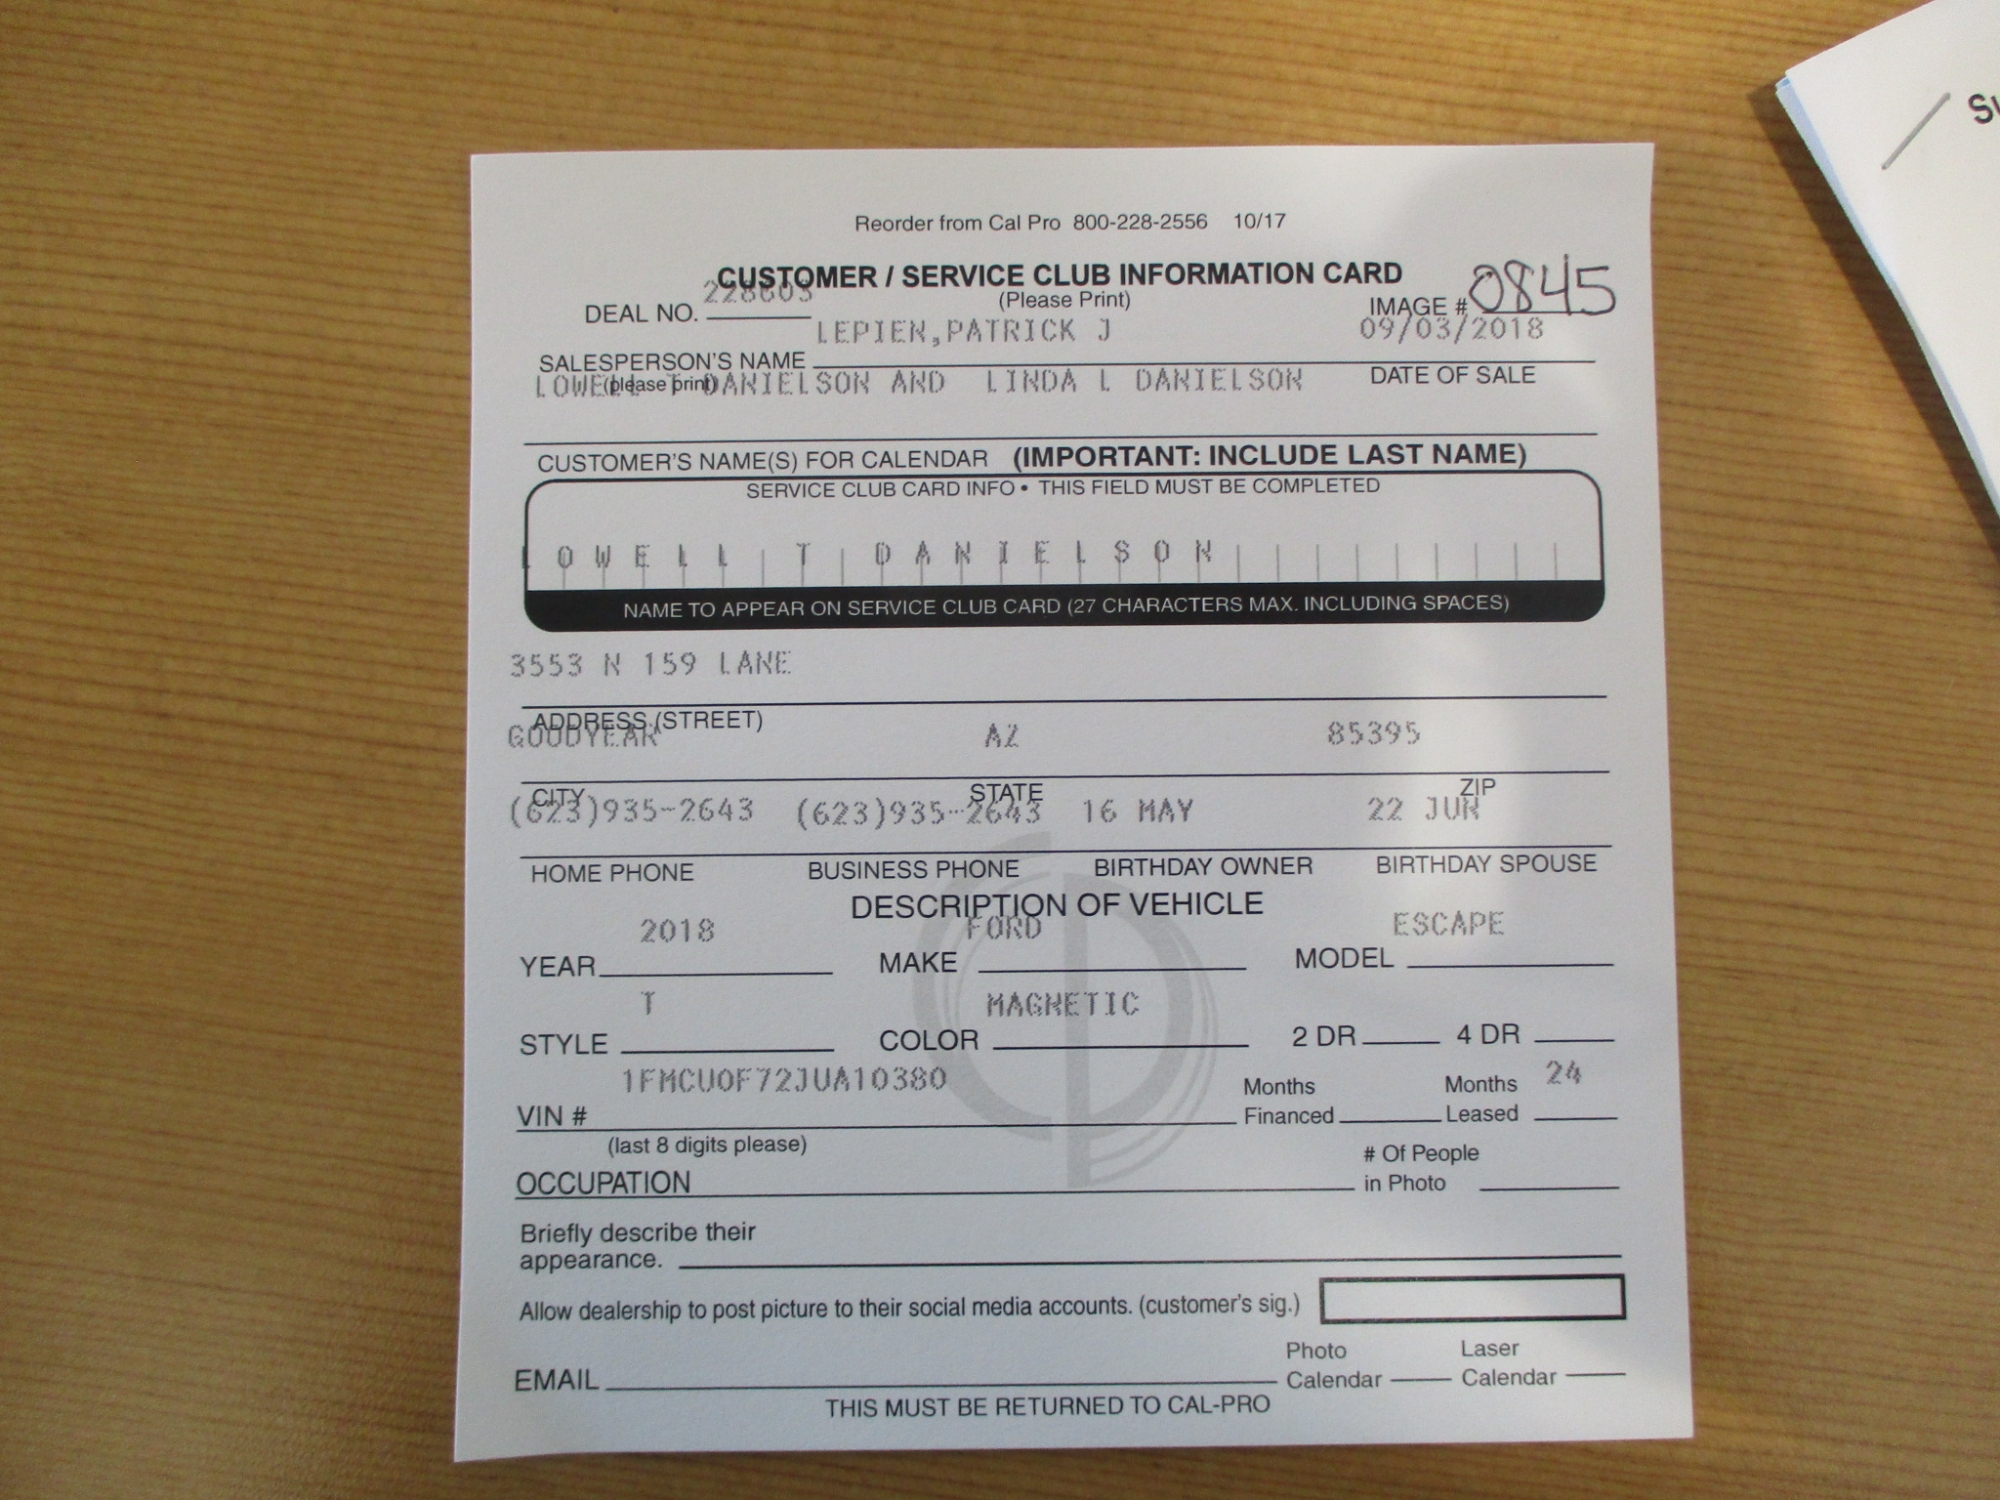 Reorder from Cal Pro 800-228-2556 10/17
CUSTOMER / SERVICE CLUB INFORMATION CARD
(Please Print)
DEAL NO. 228603
IMAGE # 0845
LEPIEN,PATRICK J 09/03/2018
SALESPERSON'S NAME
(please print)
DATE OF SALE
LOWELL T DANIELSON AND LINDA L DANIELSON
CUSTOMER'S NAME(S) FOR CALENDAR (IMPORTANT: INCLUDE LAST NAME)
SERVICE CLUB CARD INFO • THIS FIELD MUST BE COMPLETED
LOWELL T DANIELSON
NAME TO APPEAR ON SERVICE CLUB CARD (27 CHARACTERS MAX. INCLUDING SPACES)
3553 N 159 LANE
ADDRESS (STREET)
GOODYEAR AZ 85395
CITY STATE ZIP
(623)935-2643 (623)935-2643 16 MAY 22 JUN
HOME PHONE BUSINESS PHONE BIRTHDAY OWNER BIRTHDAY SPOUSE
DESCRIPTION OF VEHICLE
2018 FORD ESCAPE
YEAR MAKE MODEL
T MAGNETIC
STYLE COLOR 2 DR 4 DR
1FMCU0F72JUA10380 24
VIN # Months Financed Months Leased
(last 8 digits please)
OCCUPATION # Of People in Photo
Briefly describe their
appearance.
Allow dealership to post picture to their social media accounts. (customer's sig.)
EMAIL Photo Calendar Laser Calendar
THIS MUST BE RETURNED TO CAL-PRO